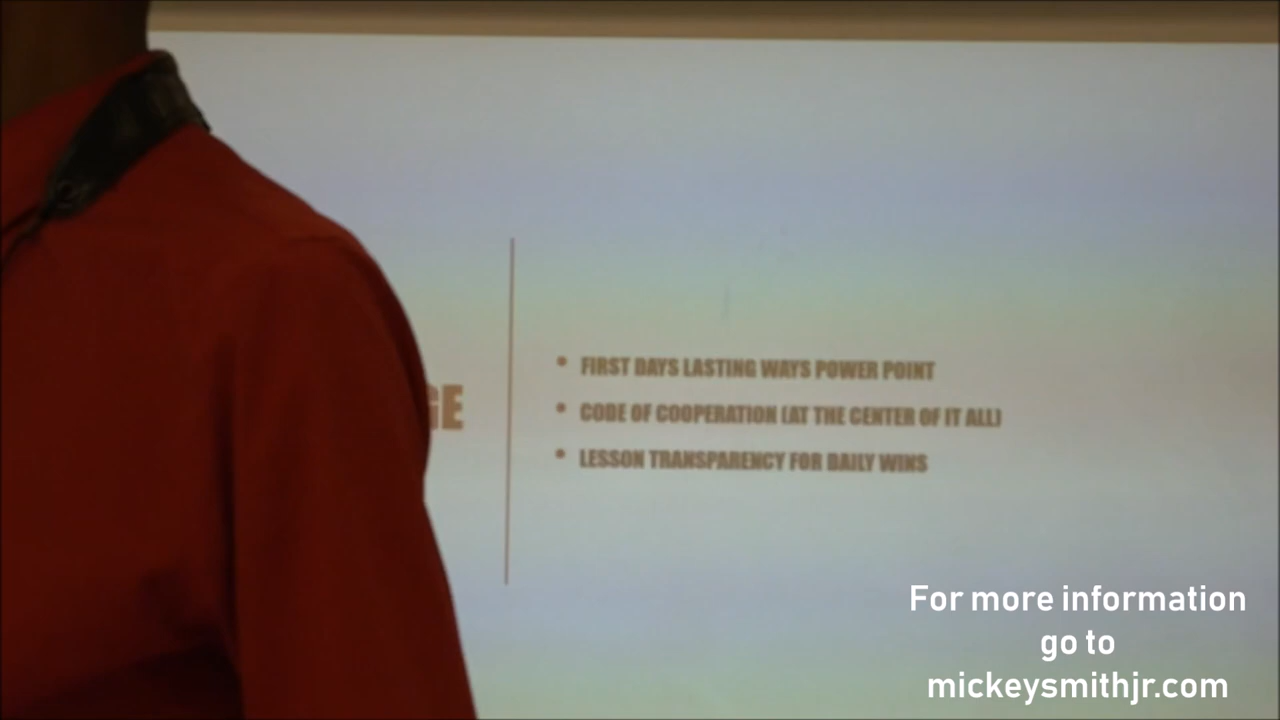 FIRST DAYS LASTING WAYS POWER POINT
CODE OF COOPERATION (AT THE CENTER OF IT ALL)
LESSON TRANSPARENCY FOR DAILY WINS
For more information
go to
mickeysmithjr.com